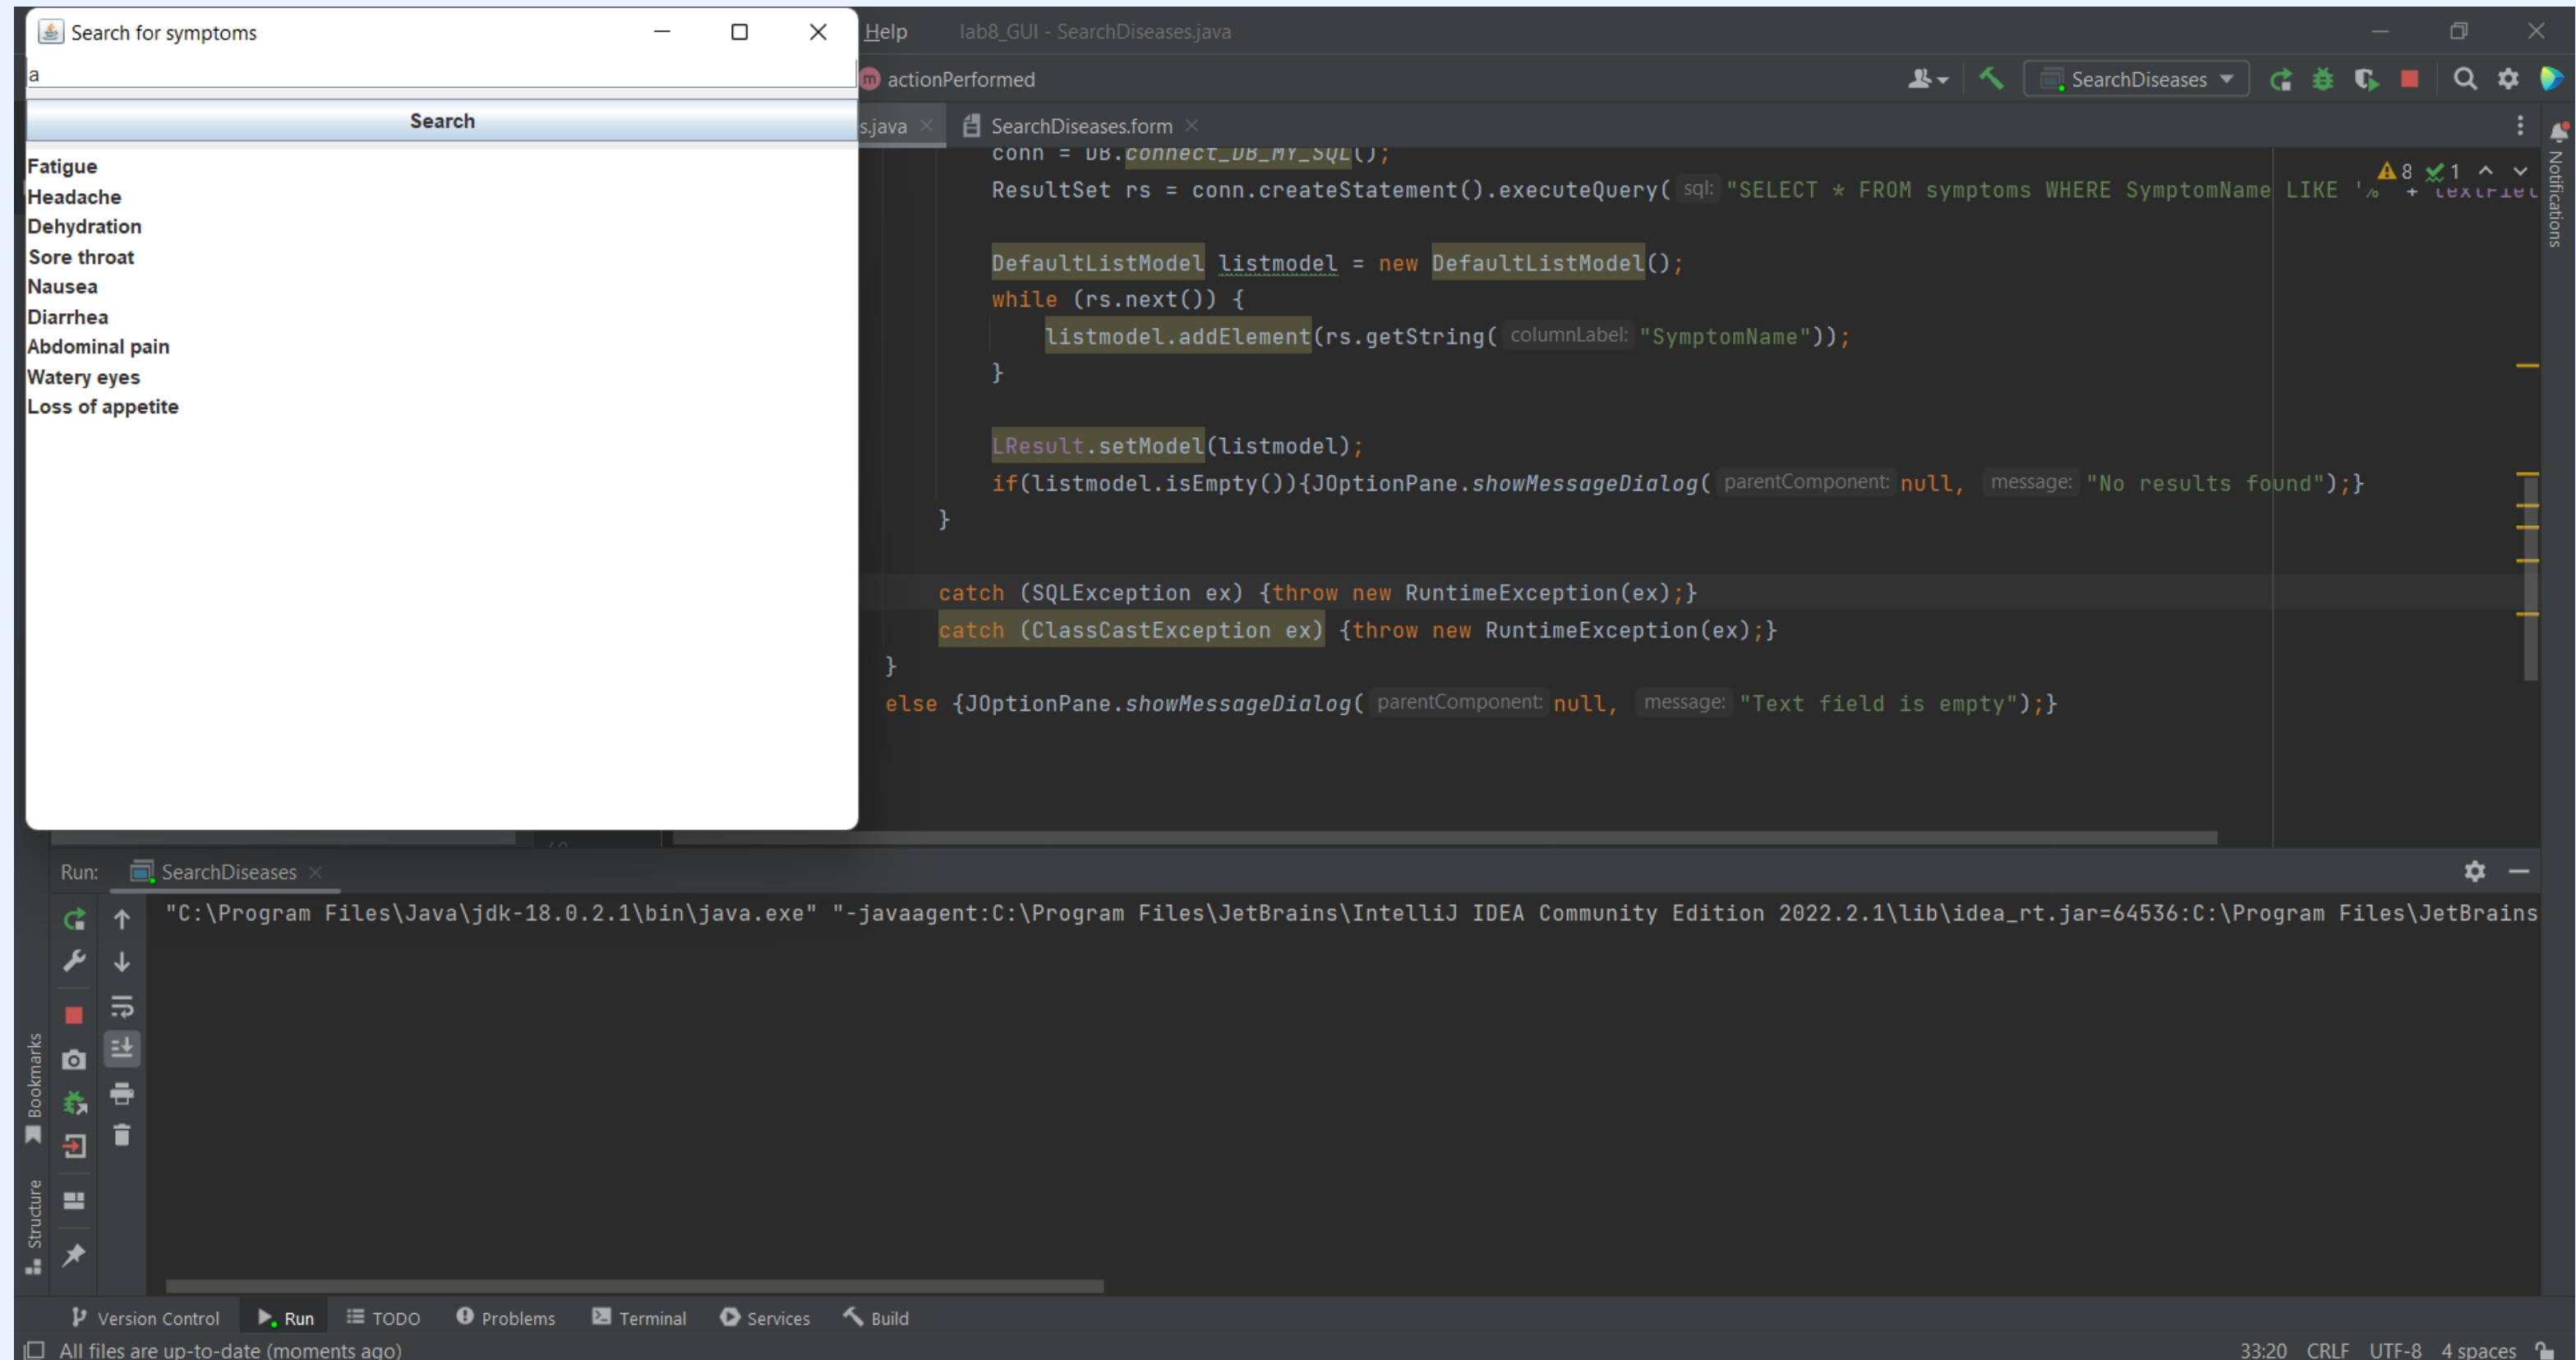 Search for symptoms
a
Search
Fatigue
Headache
Dehydration
Sore throat
Nausea
Diarrhea
Abdominal pain
Watery eyes
Loss of appetite
Help lab8_GUI - SearchDiseases.java
m actionPerformed
SearchDiseases
s.java SearchDiseases.form
conn = DB.connect_DB_MY_SQL();
8 1
ResultSet rs = conn.createStatement().executeQuery( sql: "SELECT * FROM symptoms WHERE SymptomName LIKE '% + textFiel
DefaultListModel listmodel = new DefaultListModel();
while (rs.next()) {
listmodel.addElement(rs.getString( columnLabel: "SymptomName"));
}
LResult.setModel(listmodel);
if(listmodel.isEmpty()){JOptionPane.showMessageDialog( parentComponent: null, message: "No results found");}
}
catch (SQLException ex) {throw new RuntimeException(ex);}
catch (ClassCastException ex) {throw new RuntimeException(ex);}
}
else {JOptionPane.showMessageDialog( parentComponent: null, message: "Text field is empty");}
Notifications
Run: SearchDiseases
"C:\Program Files\Java\jdk-18.0.2.1\bin\java.exe" "-javaagent:C:\Program Files\JetBrains\IntelliJ IDEA Community Edition 2022.2.1\lib\idea_rt.jar=64536:C:\Program Files\JetBrains
Bookmarks
Structure
Version Control Run TODO Problems Terminal Services Build
All files are up-to-date (moments ago) 33:20 CRLF UTF-8 4 spaces